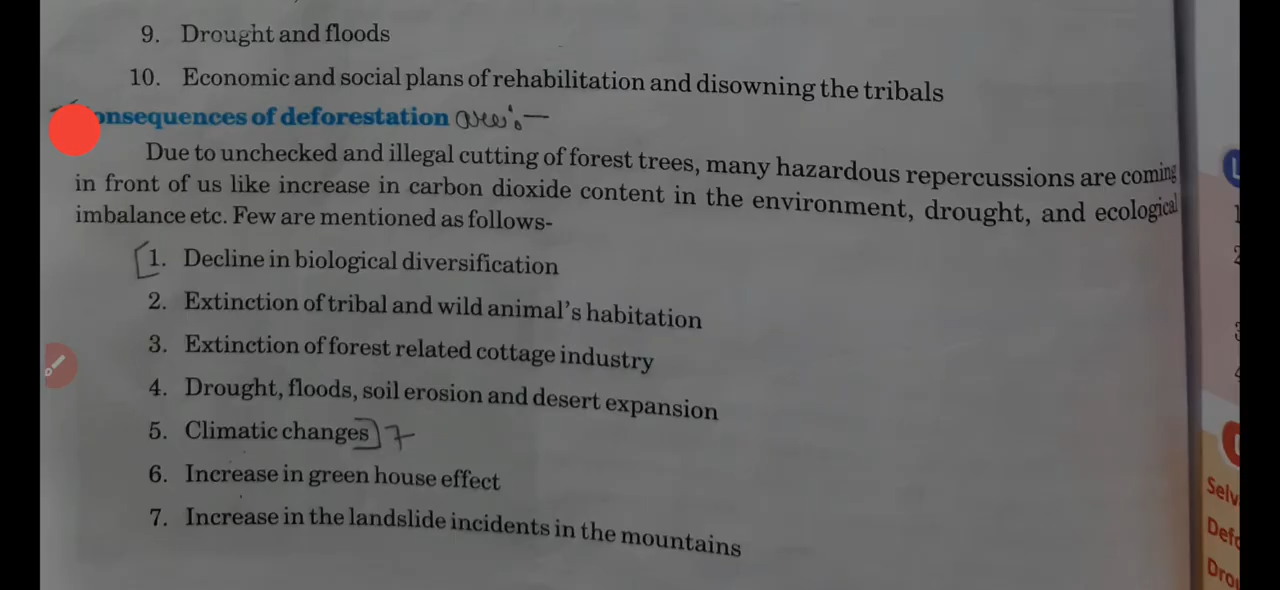 9. Drought and floods
10. Economic and social plans of rehabilitation and disowning the tribals
onsequences of deforestation
Due to unchecked and illegal cutting of forest trees, many hazardous repercussions are coming
in front of us like increase in carbon dioxide content in the environment, drought, and ecological
imbalance etc. Few are mentioned as follows-
1. Decline in biological diversification
2. Extinction of tribal and wild animal's habitation
3. Extinction of forest related cottage industry
4. Drought, floods, soil erosion and desert expansion
5. Climatic changes
6. Increase in green house effect
7. Increase in the landslide incidents in the mountains
Selv
Defo
Drou